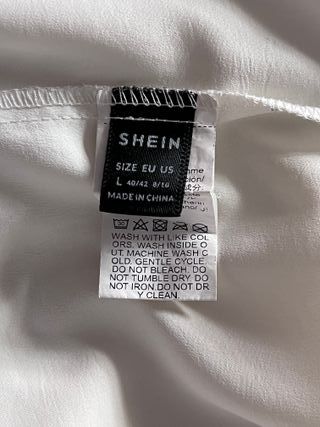 SHEIN
SIZE EU US
L 40/42 8/10
MADE IN CHINA
WASH WITH LIKE COL
ORS. WASH INSIDE O
UT. MACHINE WASH C
OLD. GENTLE CYCLE.
DO NOT BLEACH. DO
NOT TUMBLE DRY. DO
NOT IRON.DO NOT DR
Y CLEAN.